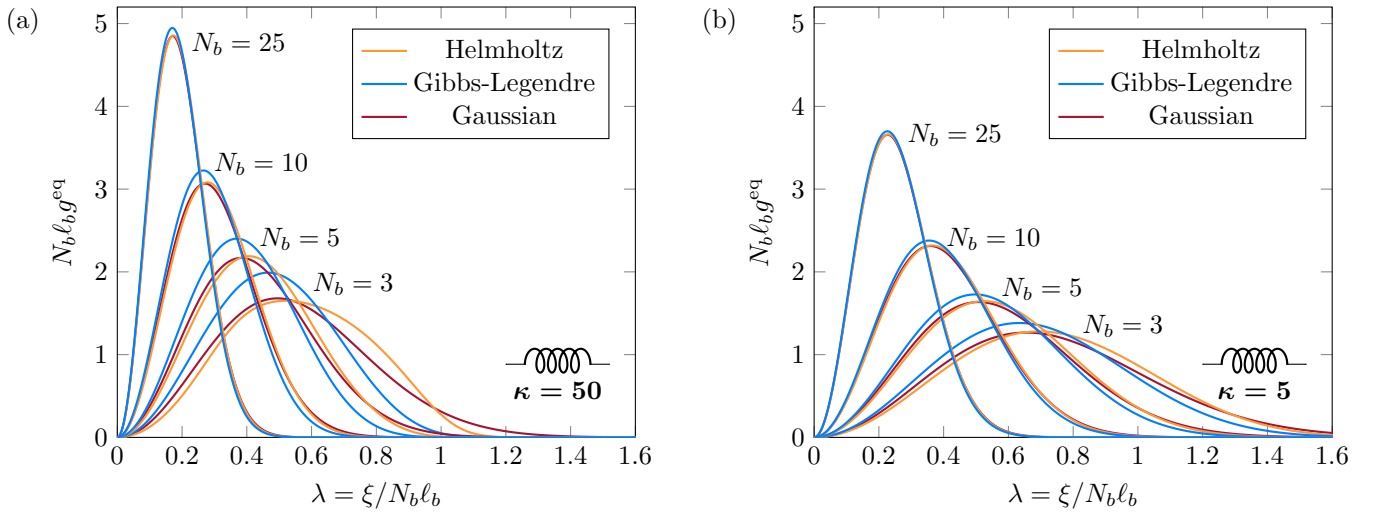 (a)
5
4
3
2
1
0
N_b ℓ_b g^eq
N_b = 25
N_b = 10
N_b = 5
N_b = 3
Helmholtz
Gibbs-Legendre
Gaussian
κ = 50
0 0.2 0.4 0.6 0.8 1 1.2 1.4 1.6
λ = ξ/N_b ℓ_b
(b)
5
4
3
2
1
0
N_b ℓ_b g^eq
N_b = 25
N_b = 10
N_b = 5
N_b = 3
Helmholtz
Gibbs-Legendre
Gaussian
κ = 5
0 0.2 0.4 0.6 0.8 1 1.2 1.4 1.6
λ = ξ/N_b ℓ_b